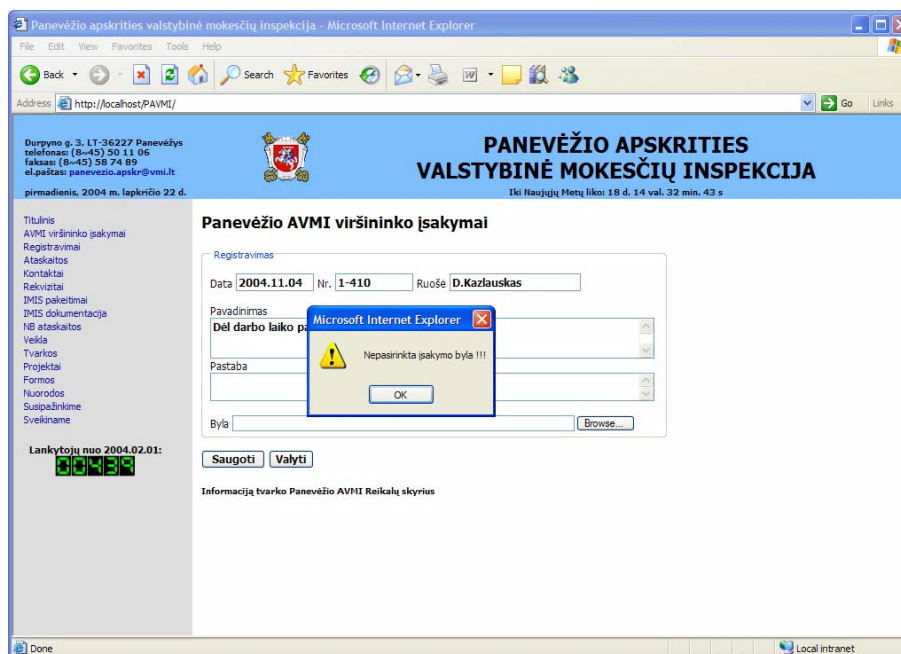 Panevėžio apskrities valstybinė mokesčių inspekcija - Microsoft Internet Explorer
File Edit View Favorites Tools Help
Back Search Favorites
Address http://localhost/PAVMI/ Go Links
Durpyno g. 3, LT-36227 Panevėžys
telefonas: (8~45) 50 11 06
faksas: (8~45) 58 74 89
el.paštas: panevezio.apskr@vmi.lt
pirmadienis, 2004 m. lapkričio 22 d.
PANEVĖŽIO APSKRITIES
VALSTYBINĖ MOKESČIŲ INSPEKCIJA
Iki Naujųjų Metų liko: 18 d. 14 val. 32 min. 43 s
Titulinis
AVMI viršininko įsakymai
Registravimai
Ataskaitos
Kontaktai
Rekvizitai
IMIS pakeitimai
IMIS dokumentacija
NB ataskaitos
Veikla
Tvarkos
Projektai
Formos
Nuorodos
Susipažinkime
Sveikiname
Lankytojų nuo 2004.02.01:
00439
Panevėžio AVMI viršininko įsakymai
Registravimas
Data 2004.11.04 Nr. 1-410 Ruošė D.Kazlauskas
Pavadinimas
Dėl darbo laiko pa
Microsoft Internet Explorer
Nepasirinkta įsakymo byla !!!
OK
Pastaba
Byla Browse...
Saugoti Valyti
Informaciją tvarko Panevėžio AVMI Reikalų skyrius
Done Local intranet